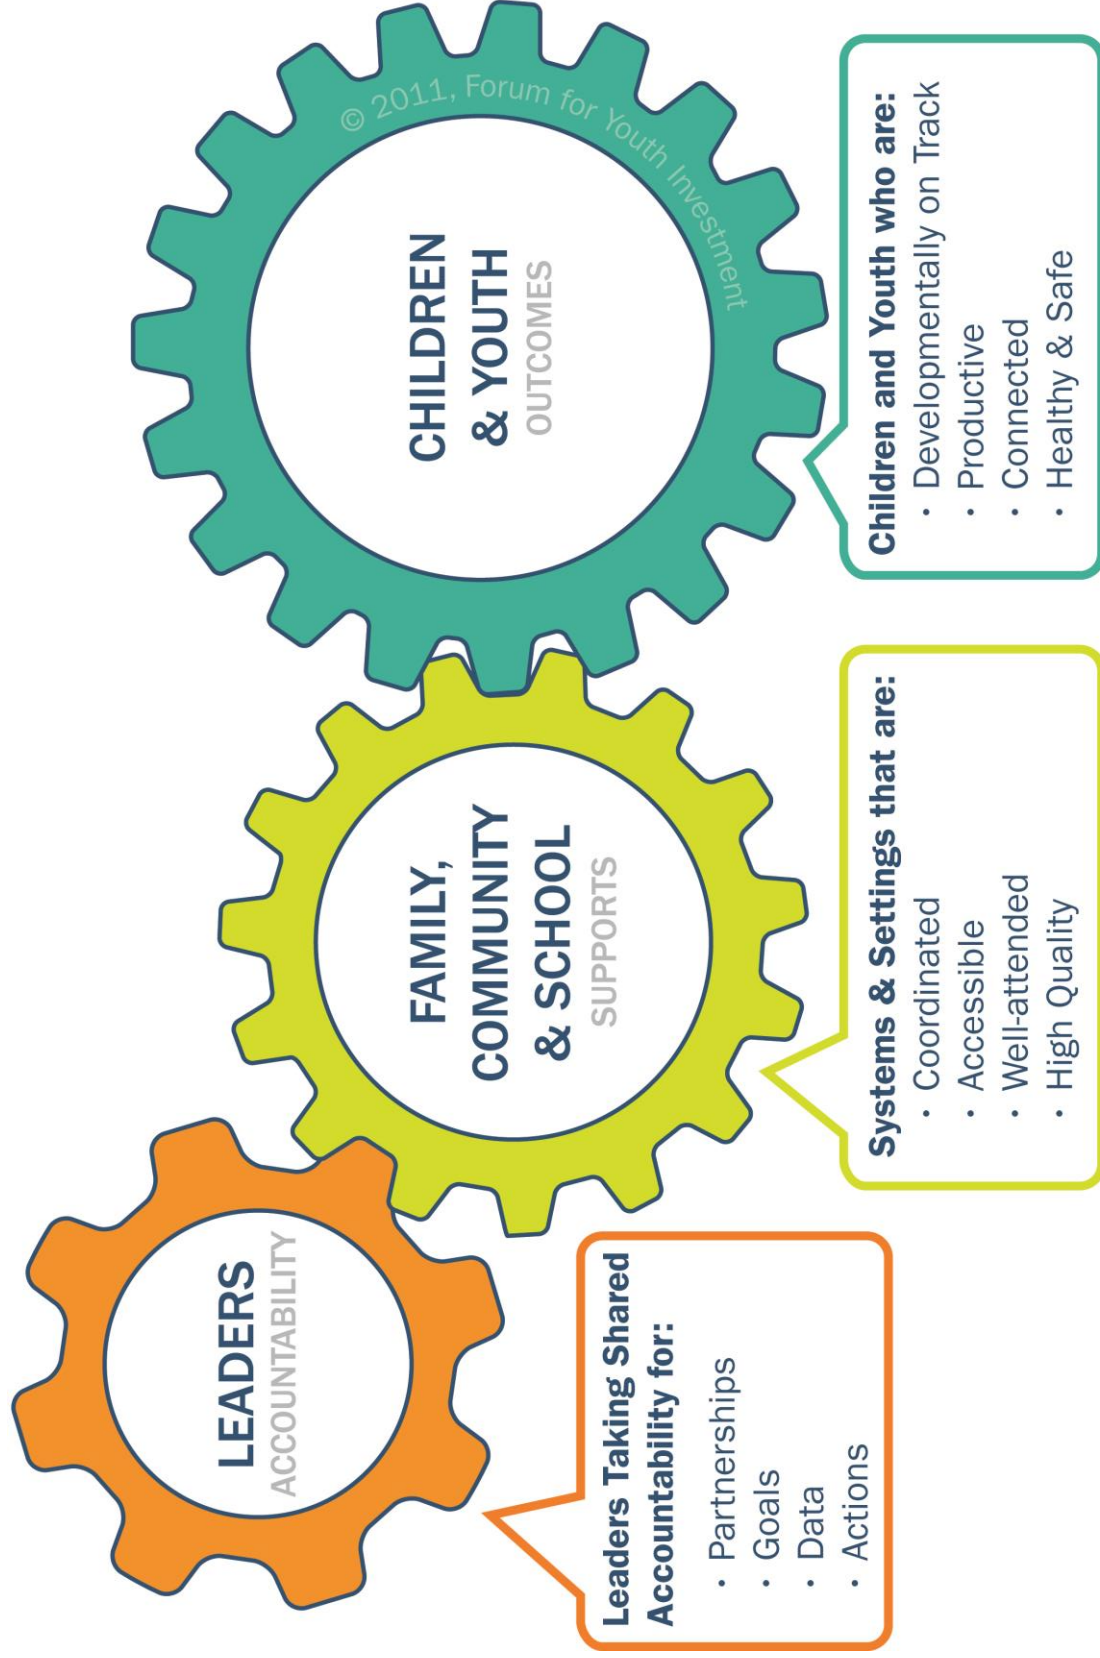 LEADERS
ACCOUNTABILITY
Leaders Taking Shared
Accountability for:
· Partnerships
· Goals
· Data
· Actions
FAMILY,
COMMUNITY
& SCHOOL
SUPPORTS
Systems & Settings that are:
· Coordinated
· Accessible
· Well-attended
· High Quality
CHILDREN
& YOUTH
OUTCOMES
© 2011, Forum for Youth Investment
Children and Youth who are:
· Developmentally on Track
· Productive
· Connected
· Healthy & Safe